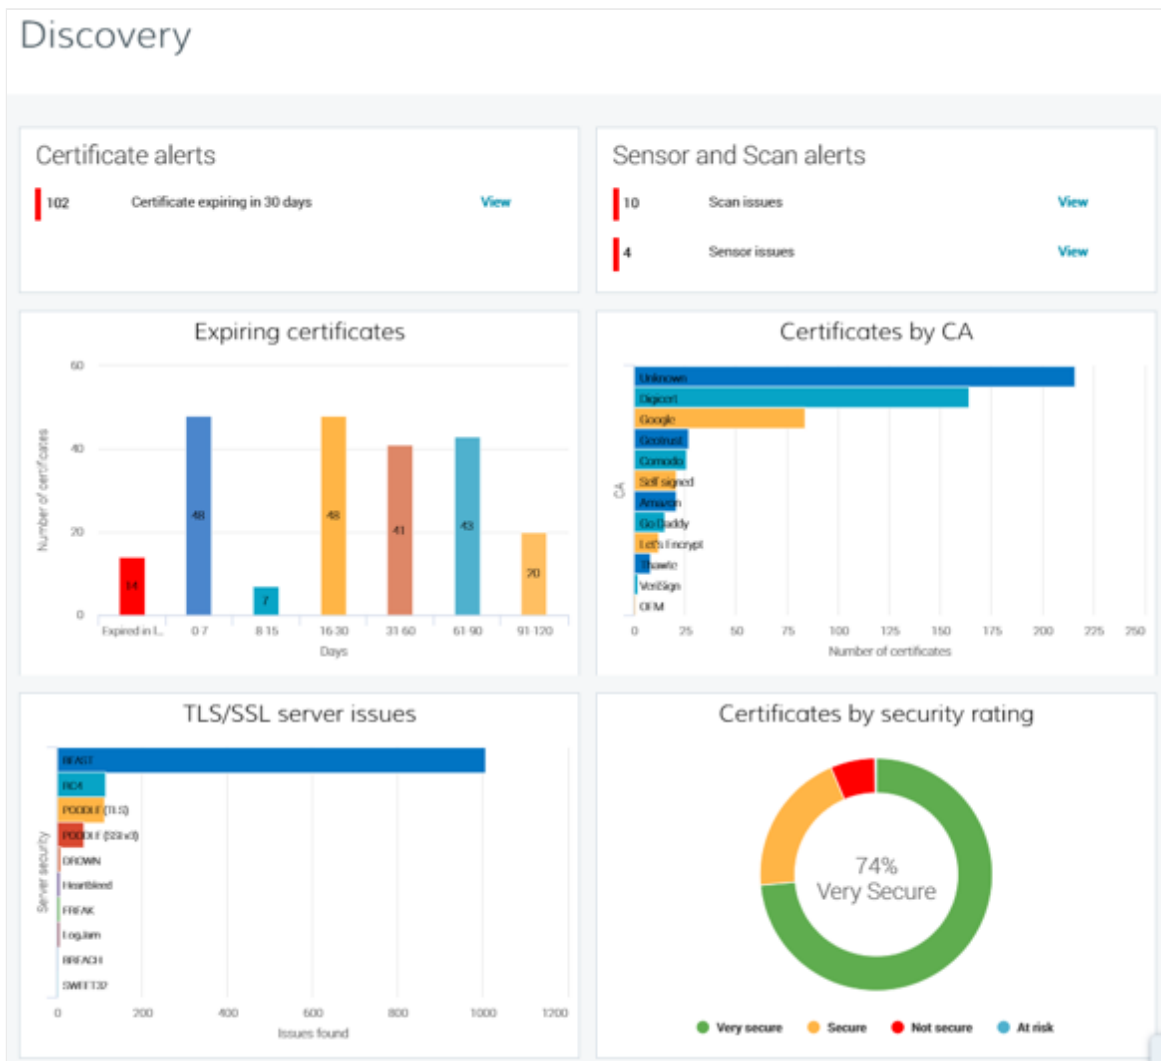 Discovery
Certificate alerts
102 Certificate expiring in 30 days View
Sensor and Scan alerts
10 Scan issues View
4 Sensor issues View
Expiring certificates
Number of certificates
60
40
20
0
14
48
7
48
41
43
20
Expired in l... 0 7 8 15 16 30 31 60 61 90 91 120
Days
Certificates by CA
CA
Unknown
Digicert
Google
Geotrust
Comodo
Self signed
Amazon
Go Daddy
Let's Encrypt
Thawte
VeriSign
OEM
0 25 50 75 100 125 150 175 200 225 250
Number of certificates
TLS/SSL server issues
Server security
BEAST
RC4
POODLE (TLS)
POODLE (SSLv3)
DROWN
Heartbleed
FREAK
LogJam
BREACH
SWEET32
0 200 400 600 800 1000 1200
Issues found
Certificates by security rating
74%
Very Secure
Very secure Secure Not secure At risk